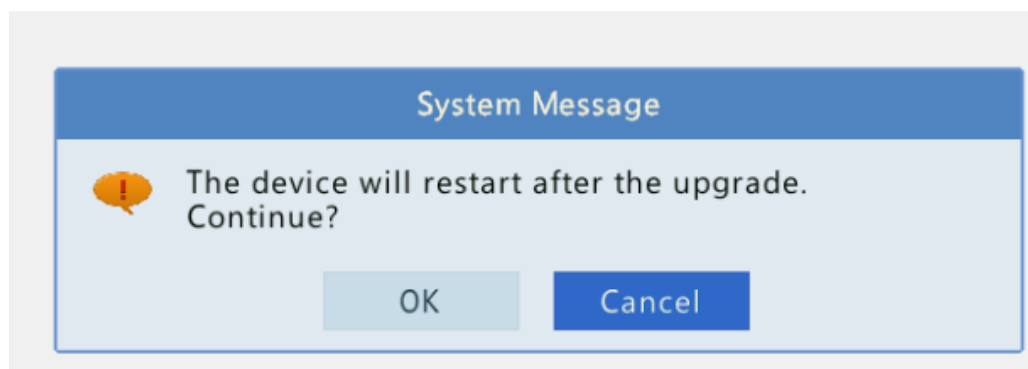 System Message
The device will restart after the upgrade.
Continue?
OK
Cancel